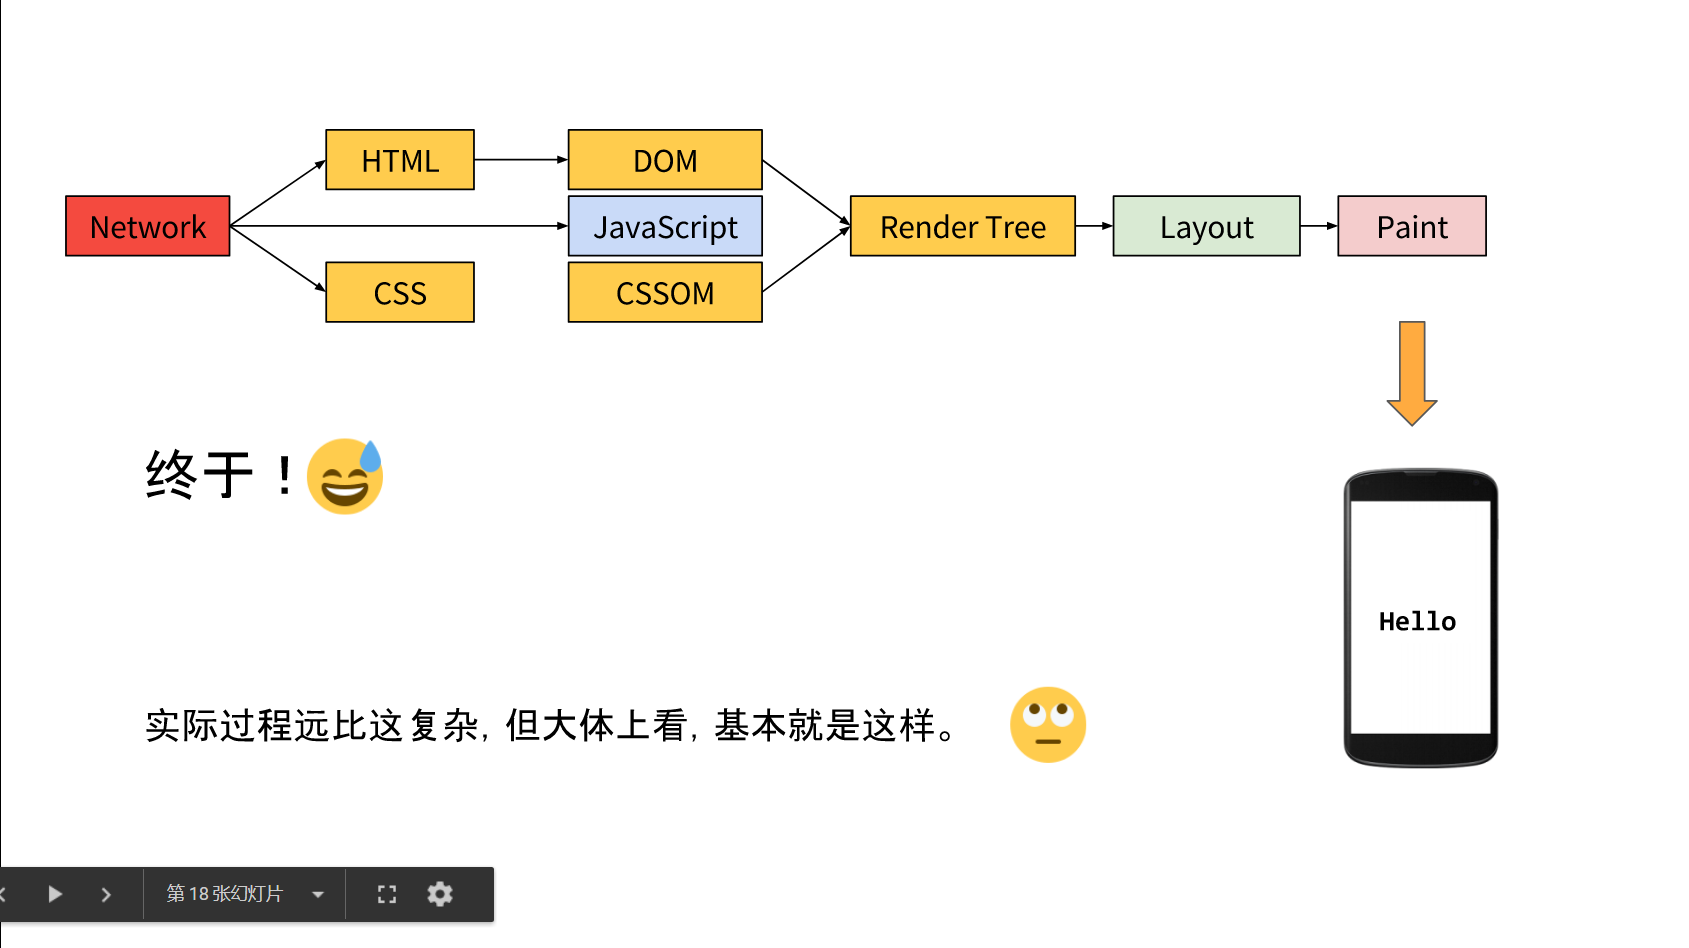 HTML
DOM
Network
JavaScript
Render Tree
Layout
Paint
CSS
CSSOM
终于！
Hello
实际过程远比这复杂, 但大体上看, 基本就是这样。
第 18 张幻灯片